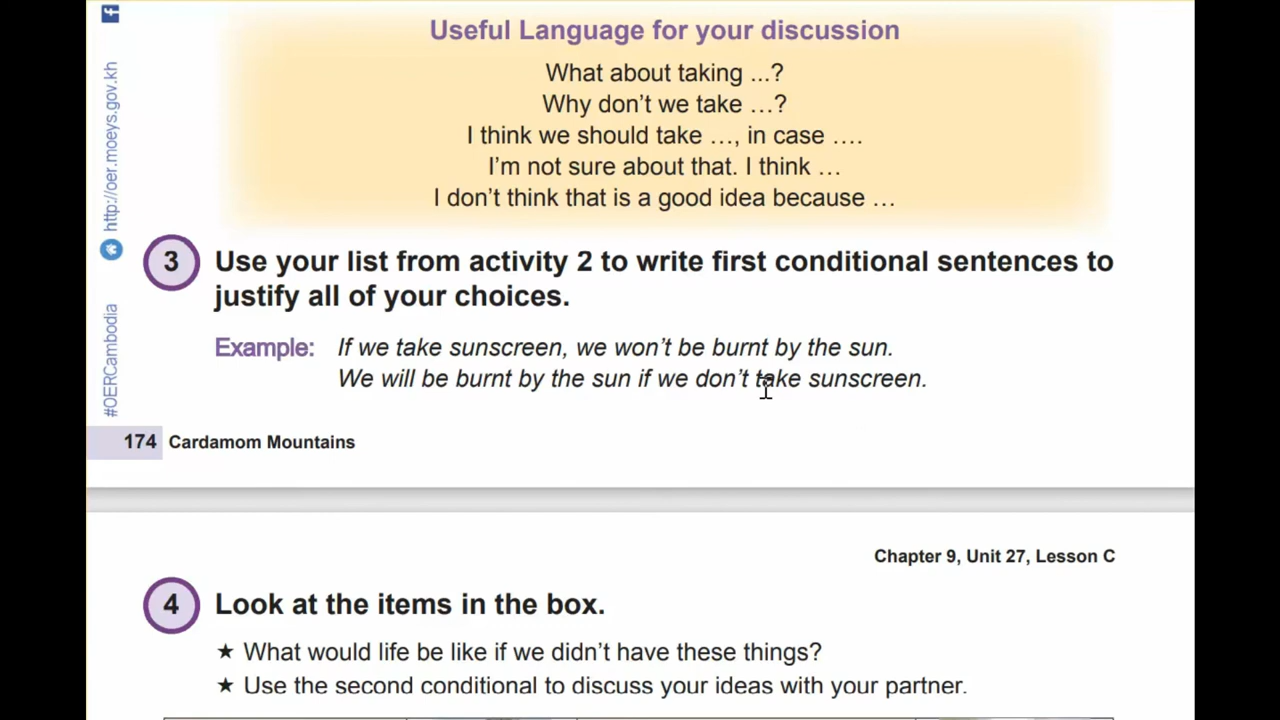 Useful Language for your discussion
What about taking ...?
Why don't we take …?
I think we should take …, in case ….
I'm not sure about that. I think …
I don't think that is a good idea because …
http://oer.moeys.gov.kh
#OERCambodia
3 Use your list from activity 2 to write first conditional sentences to
justify all of your choices.
Example: If we take sunscreen, we won't be burnt by the sun.
We will be burnt by the sun if we don't take sunscreen.
174 Cardamom Mountains
Chapter 9, Unit 27, Lesson C
4 Look at the items in the box.
★ What would life be like if we didn't have these things?
★ Use the second conditional to discuss your ideas with your partner.